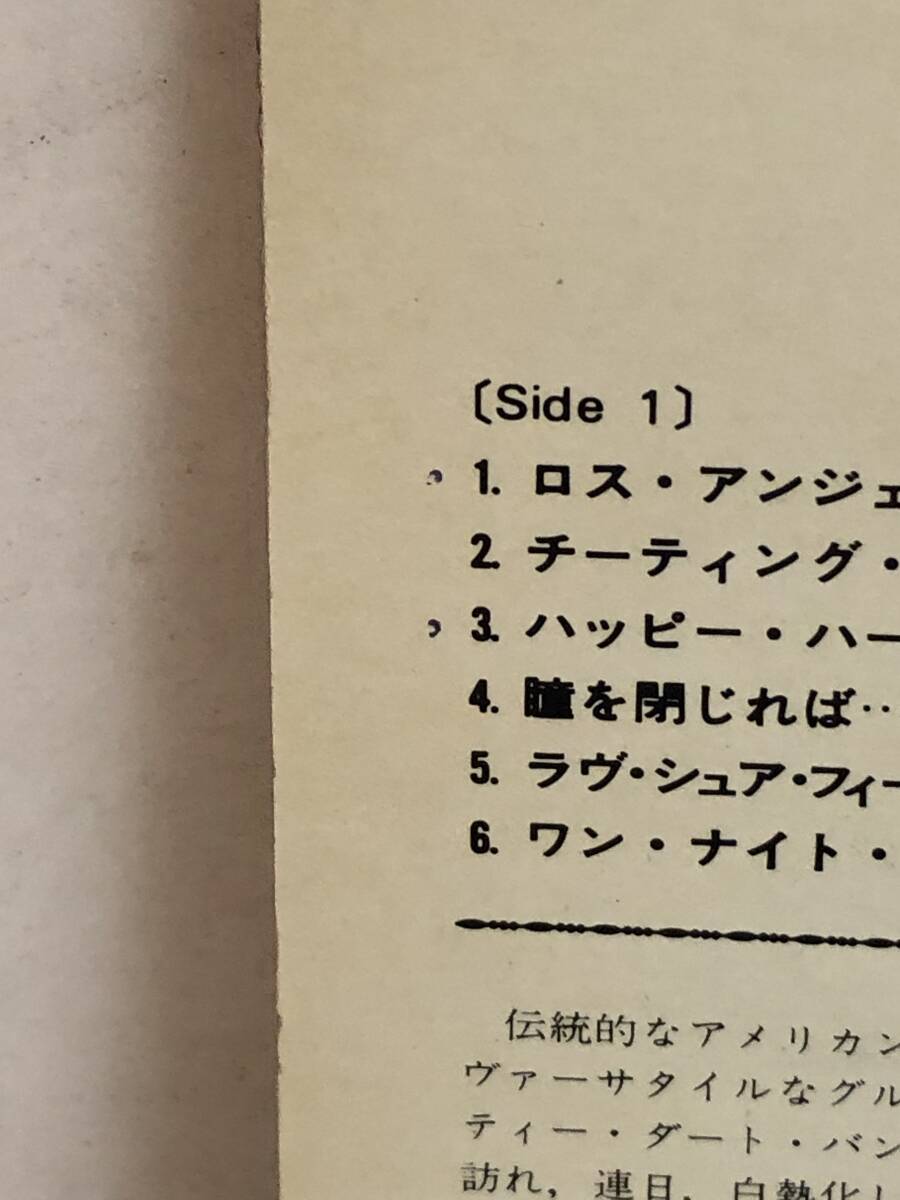 〔Side 1〕
1. ロス・アンジェ
2. チーティング・
3. ハッピー・ハー
4. 瞳を閉じれば‥
5. ラヴ・シュア・フィー
6. ワン・ナイト・
伝統的なアメリカン
ヴァーサタイルなグル
ティー・ダート・バン
訪れ，連日，白熱化し